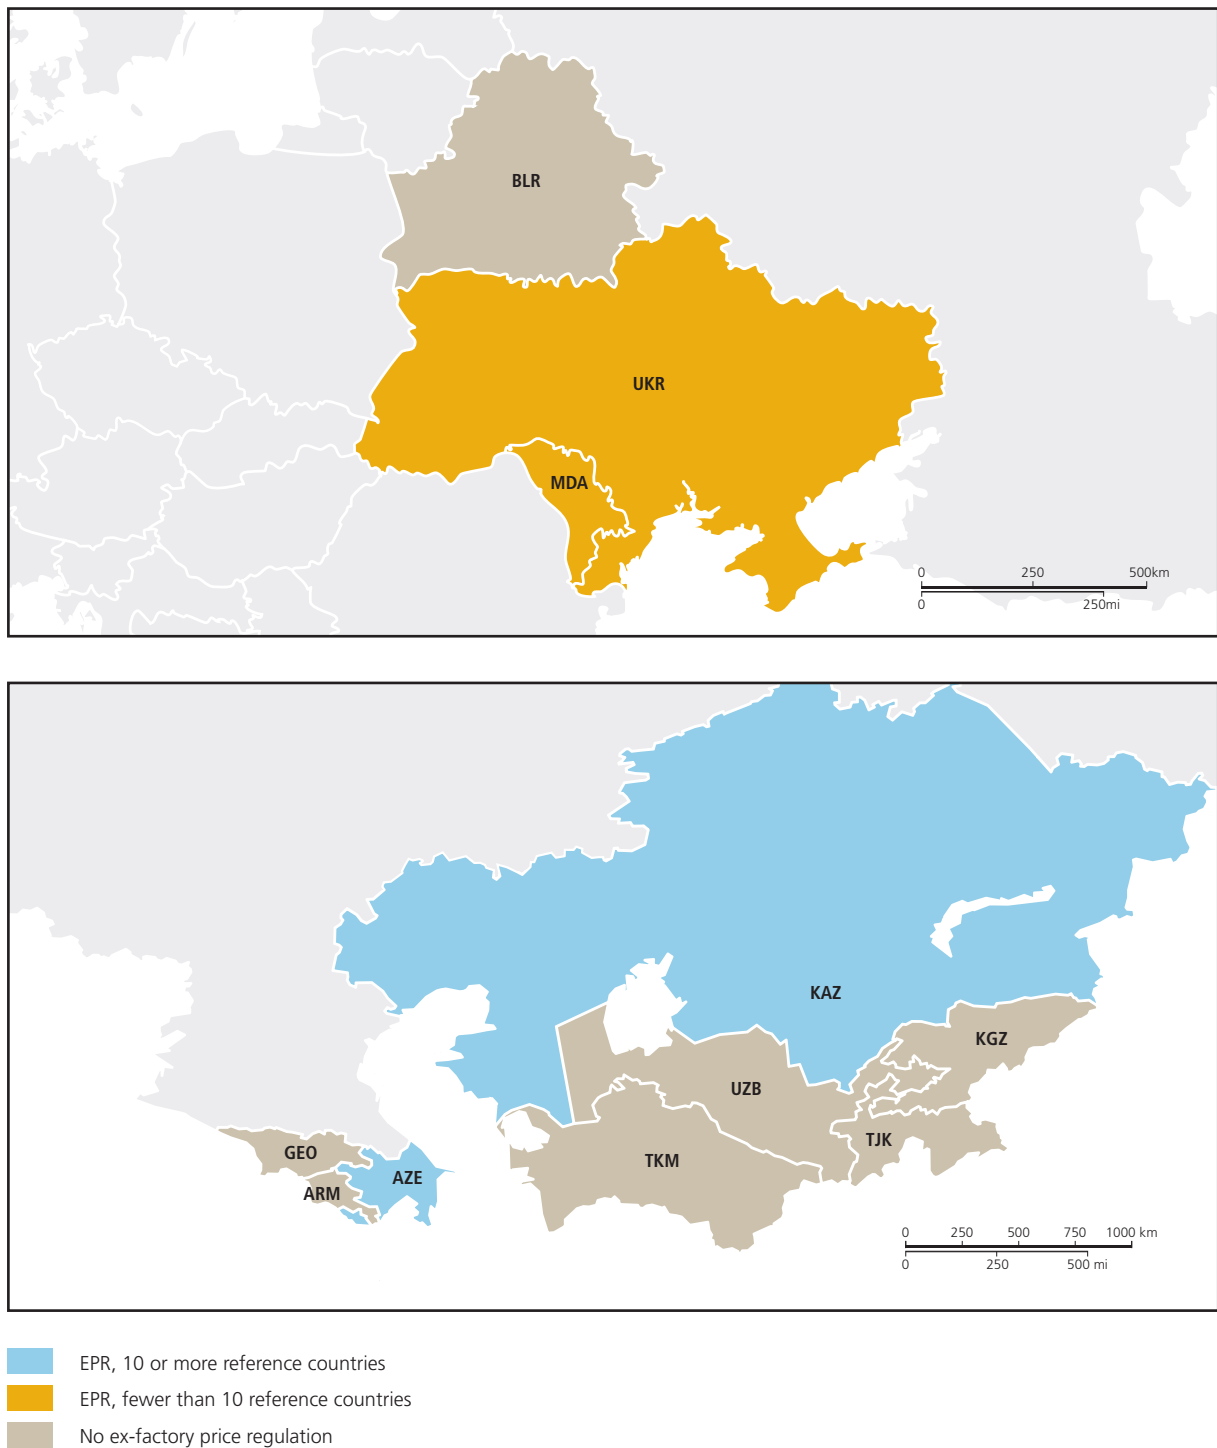 BLR
UKR
MDA
0 250 500km
0 250mi
KAZ
KGZ
UZB
TJK
GEO
TKM
AZE
ARM
0 250 500 750 1000 km
0 250 500 mi
EPR, 10 or more reference countries
EPR, fewer than 10 reference countries
No ex-factory price regulation